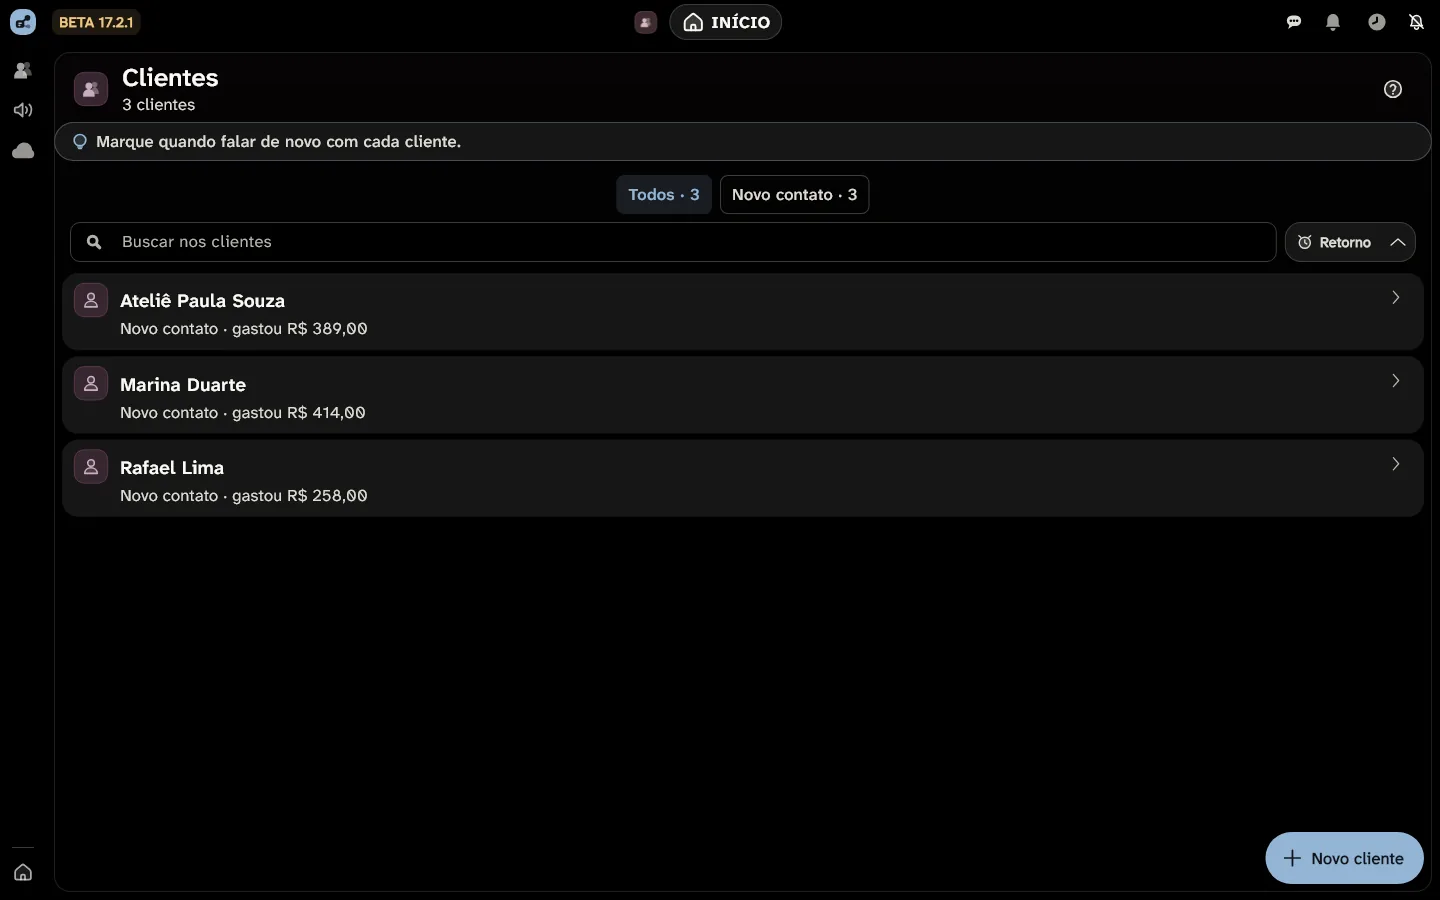 BETA 17.2.1
INÍCIO
Clientes
3 clientes
Marque quando falar de novo com cada cliente.
Todos · 3
Novo contato · 3
Buscar nos clientes
Retorno
Ateliê Paula Souza
Novo contato · gastou R$ 389,00
Marina Duarte
Novo contato · gastou R$ 414,00
Rafael Lima
Novo contato · gastou R$ 258,00
Novo cliente